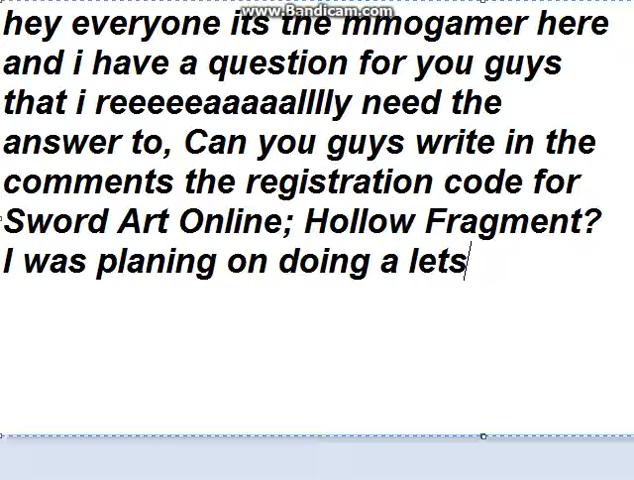 www.Bandicam.com
hey everyone its the mmogamer here
and i have a question for you guys
that i reeeeeaaaaalllly need the
answer to, Can you guys write in the
comments the registration code for
Sword Art Online; Hollow Fragment?
I was planing on doing a lets